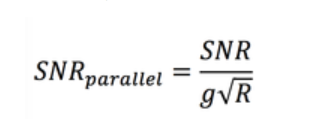 SNR_parallel = SNR / g√R